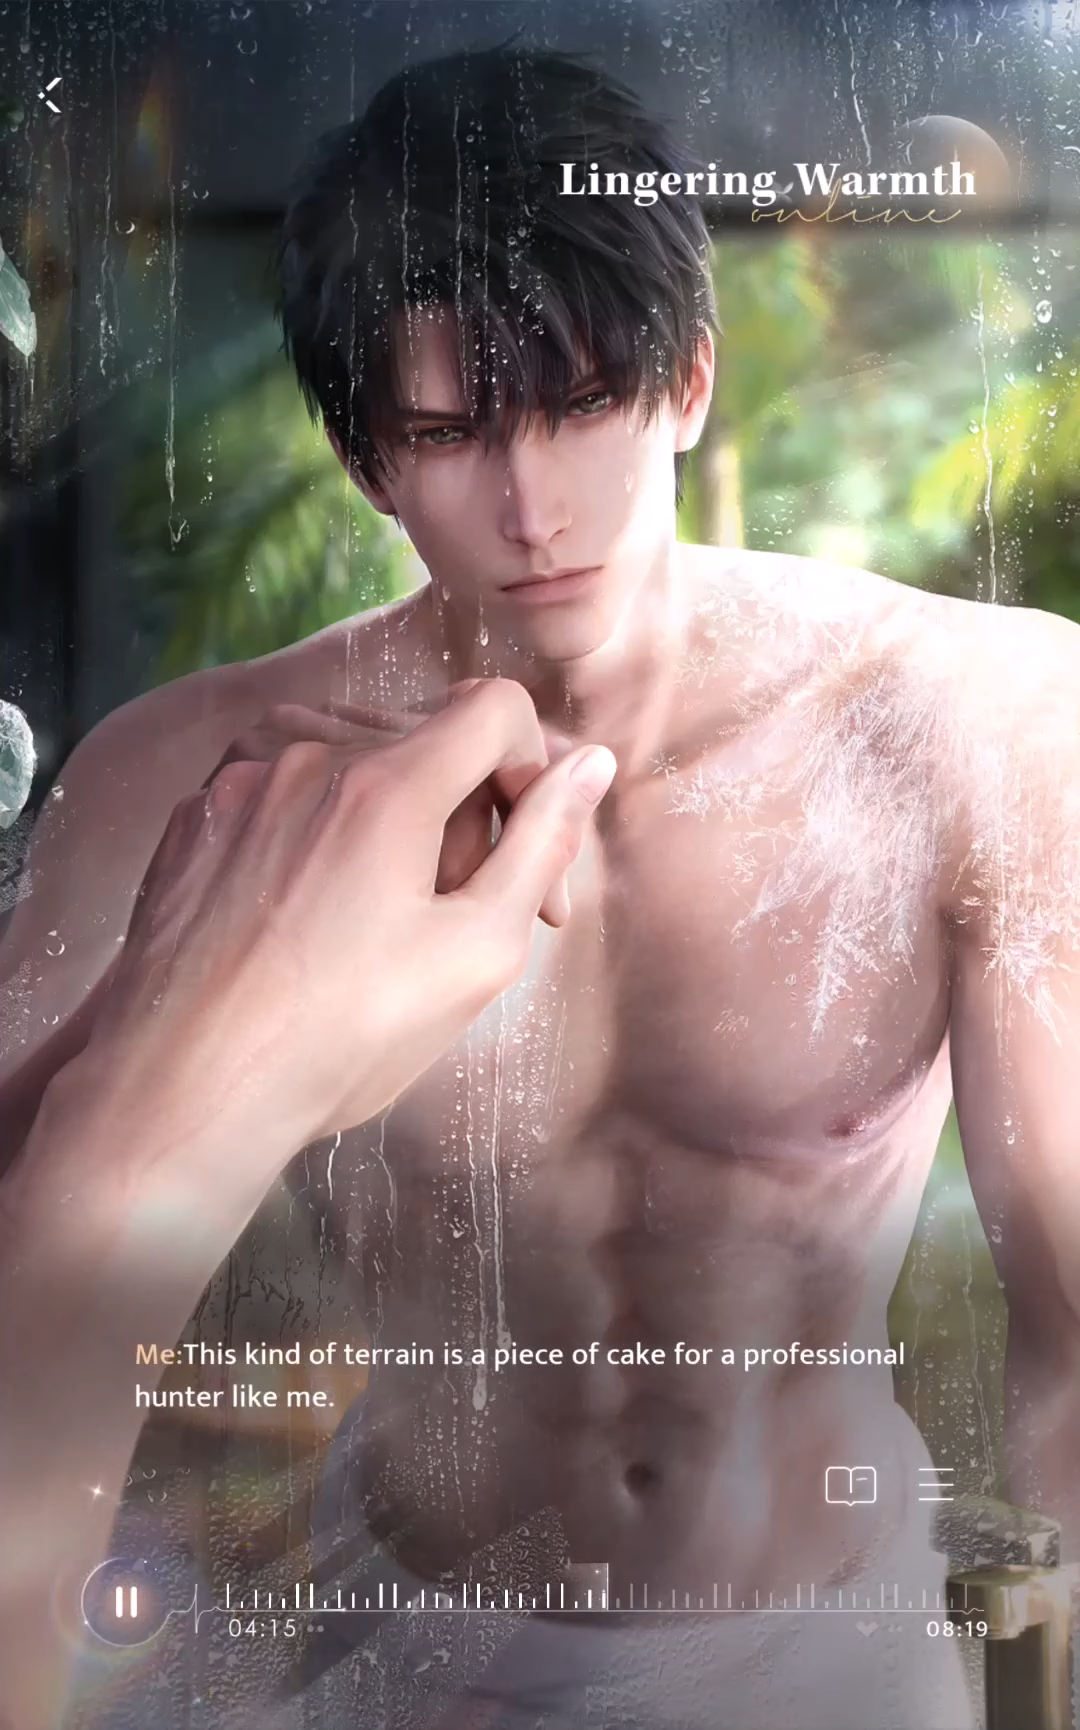 Lingering Warmth
online
Me:This kind of terrain is a piece of cake for a professional
hunter like me.
04:15
08:19